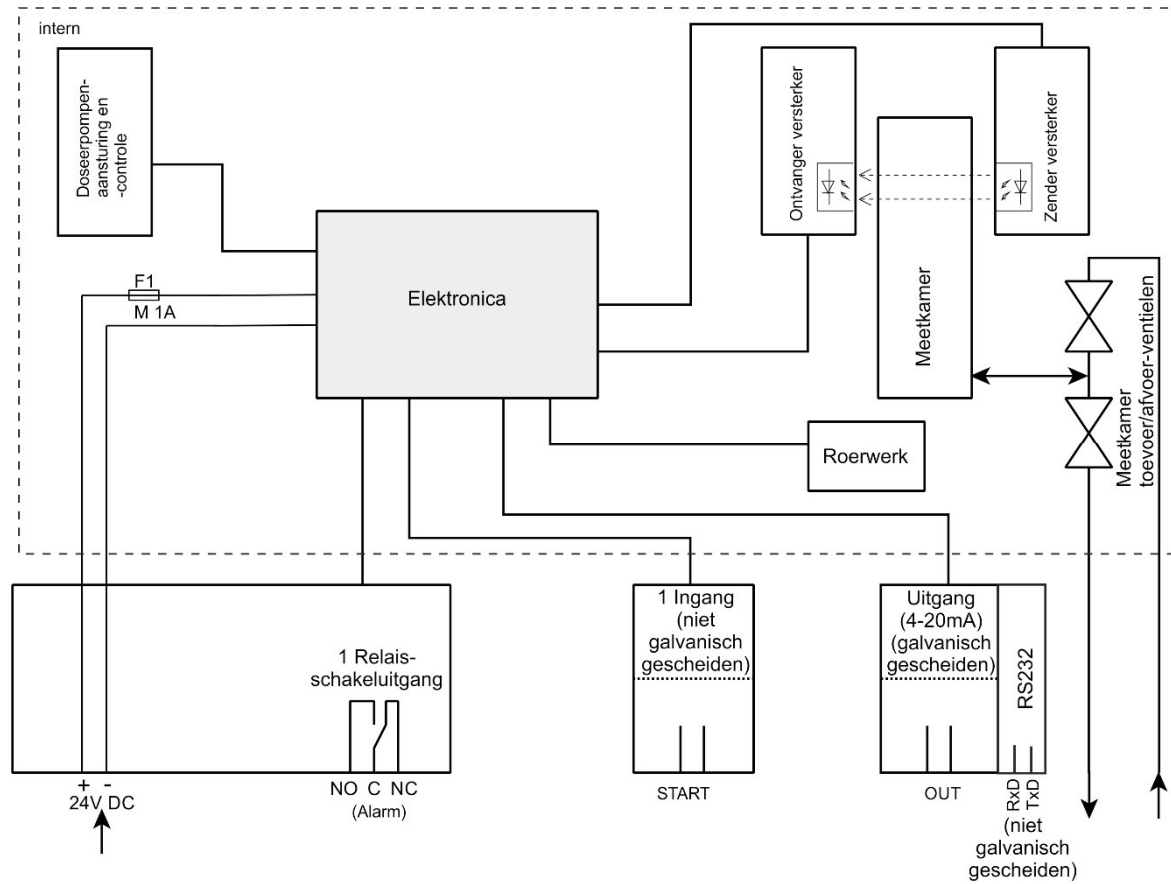 intern
Doseerpompen-
aansturing en
-controle
F1
M 1A
Elektronica
Ontvanger versterker
Meetkamer
Zender versterker
Meetkamer
toevoer/afvoer-ventielen
Roerwerk
1 Relais-
schakeluitgang
NO C NC
(Alarm)
+ -
24V DC
1 Ingang
(niet
galvanisch
gescheiden)
START
Uitgang
(4-20mA)
(galvanisch
gescheiden)
OUT
RS232
RxD
TxD
(niet
galvanisch
gescheiden)